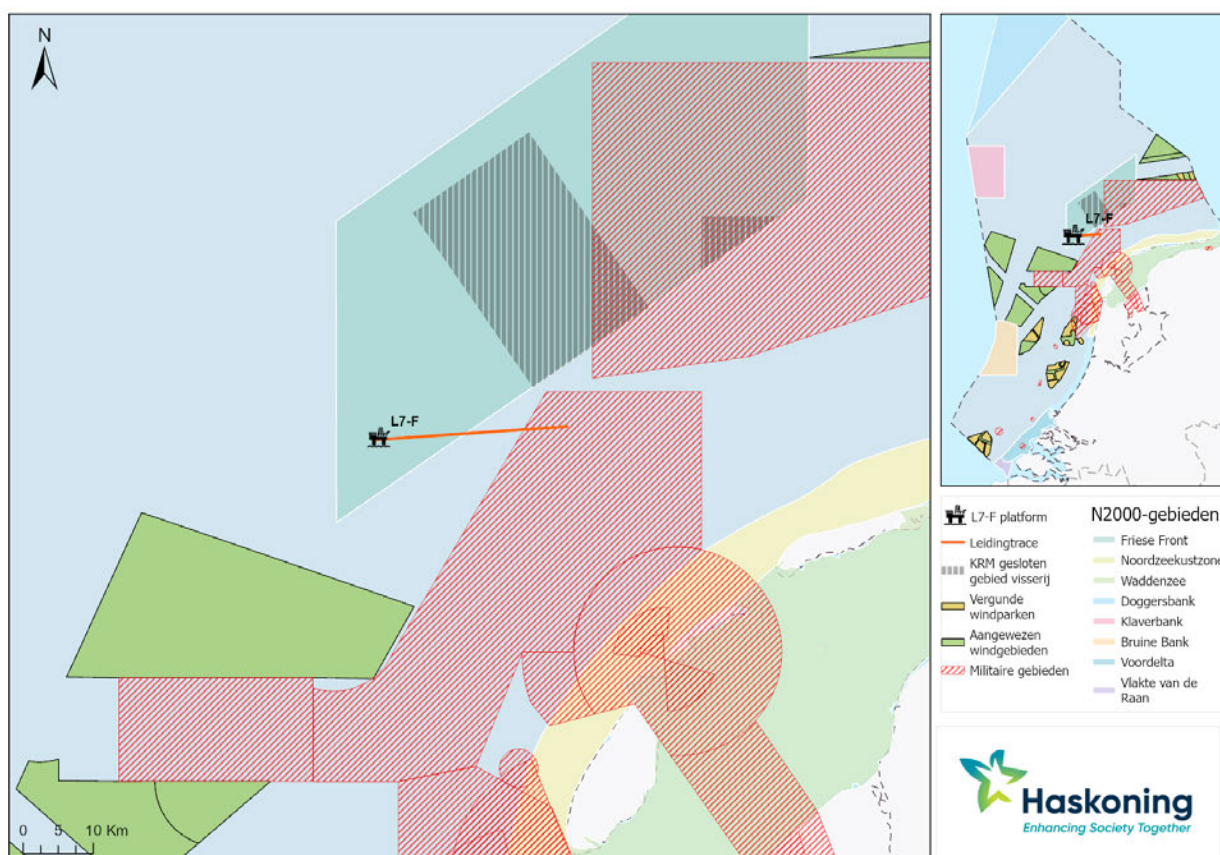 N
L7-F
0 5 10 Km
L7-F
L7-F platform
Leidingtrace
KRM gesloten
gebied visserij
Vergunde
windparken
Aangewezen
windgebieden
Militaire gebieden
N2000-gebieden
Friese Front
Noordzeekustzone
Waddenzee
Doggersbank
Klaverbank
Bruine Bank
Voordelta
Vlakte van de
Raan
Haskoning
Enhancing Society Together